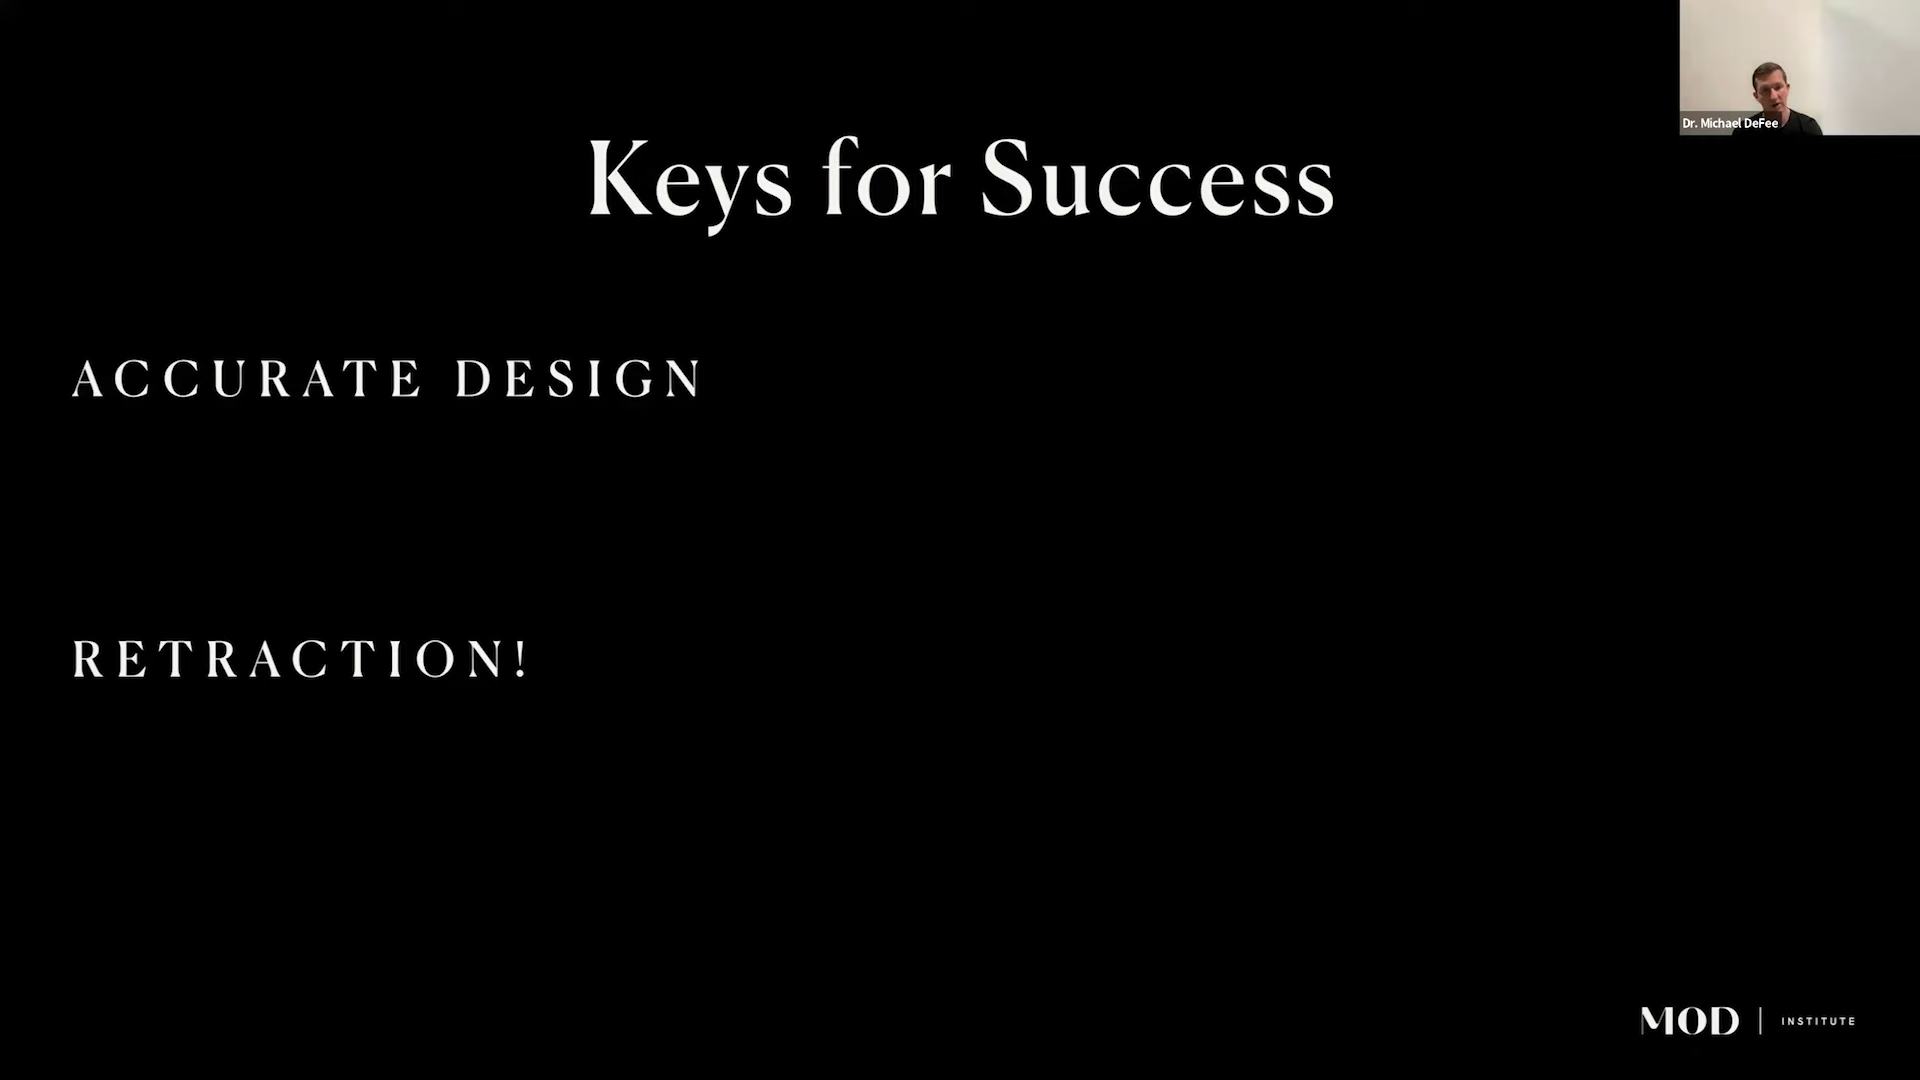 Dr. Michael DeFee
Keys for Success
ACCURATE DESIGN
RETRACTION!
MOD | INSTITUTE